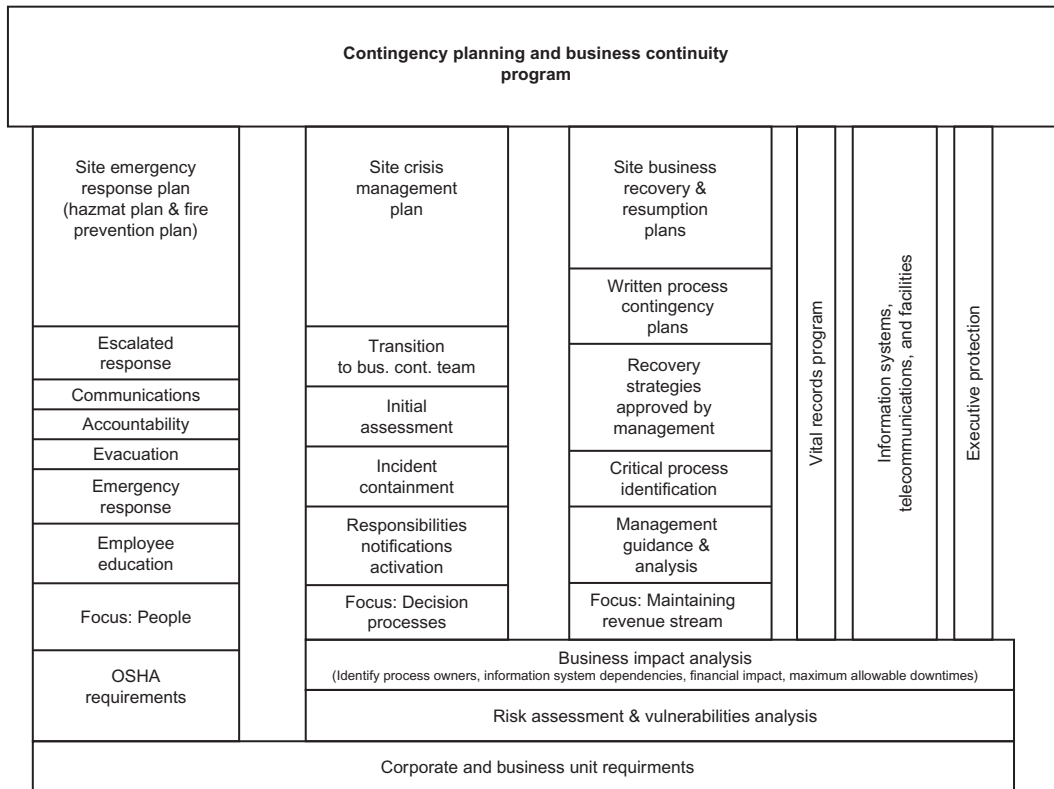 Contingency planning and business continuity
program
Site emergency
response plan
(hazmat plan & fire
prevention plan)
Escalated
response
Communications
Accountability
Evacuation
Emergency
response
Employee
education
Focus: People
OSHA
requirements
Site crisis
management
plan
Transition
to bus. cont. team
Initial
assessment
Incident
containment
Responsibilities
notifications
activation
Focus: Decision
processes
Site business
recovery &
resumption
plans
Written process
contingency
plans
Recovery
strategies
approved by
management
Critical process
identification
Management
guidance &
analysis
Focus: Maintaining
revenue stream
Vital records program
Information systems,
telecommunications, and facilities
Executive protection
Business impact analysis
(Identify process owners, information system dependencies, financial impact, maximum allowable downtimes)
Risk assessment & vulnerabilities analysis
Corporate and business unit requirments